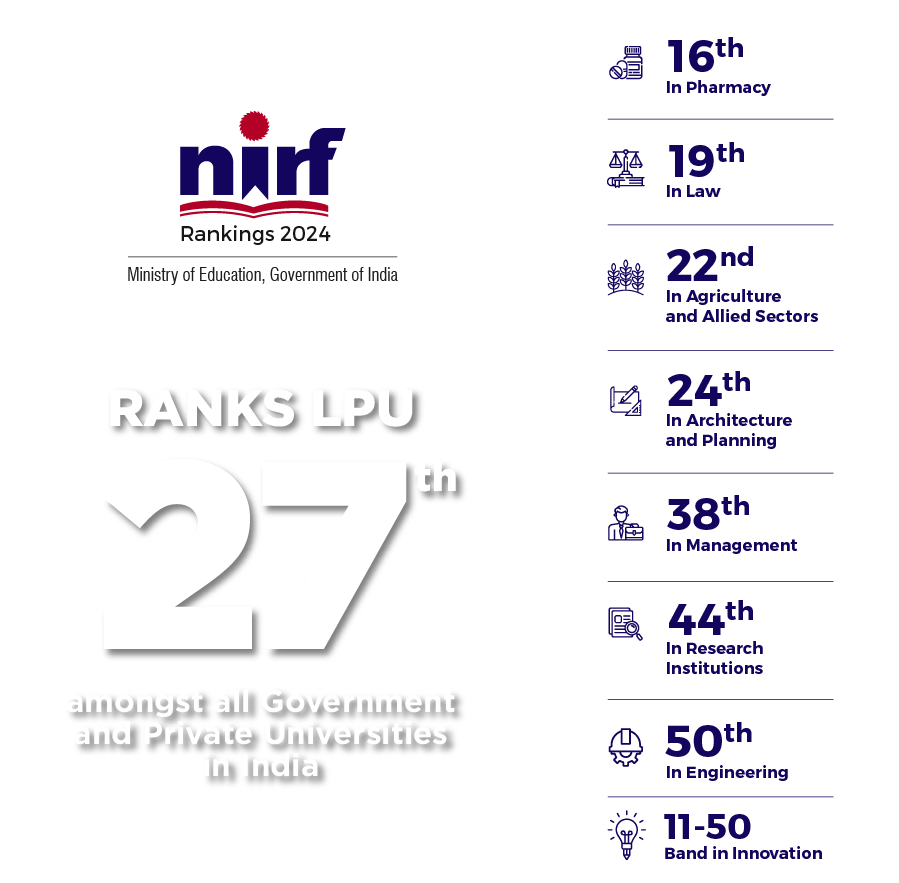 nirf
Rankings 2024
Ministry of Education, Government of India
RANKS LPU
27th
amongst all Government
and Private Universities
in India
16th
In Pharmacy
19th
In Law
22nd
In Agriculture
and Allied Sectors
24th
In Architecture
and Planning
38th
In Management
44th
In Research
Institutions
50th
In Engineering
11-50
Band in Innovation